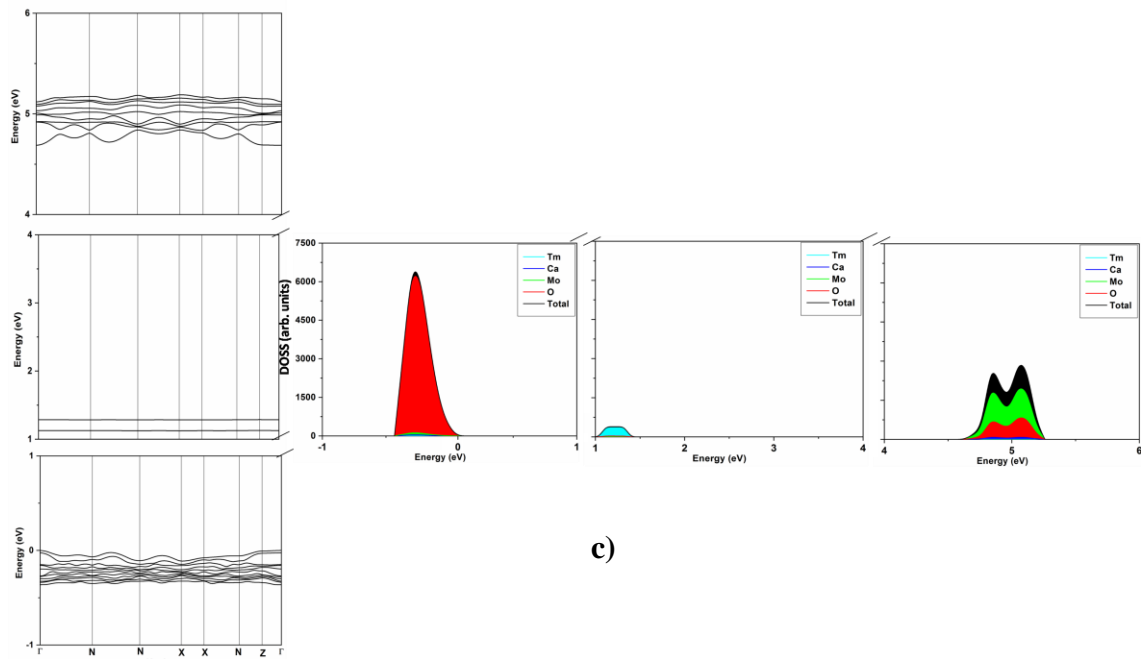 6
5
4
Energy (eV)
4
3
2
1
Energy (eV)
1
0
-1
Energy (eV)
Γ N N X X N Z Γ
7500
6000
4500
3000
1500
0
DOSS (arb. units)
Tm
Ca
Mo
O
Total
-1 0 1
Energy (eV)
Tm
Ca
Mo
O
Total
1 2 3 4
Energy (eV)
Tm
Ca
Mo
O
Total
4 5 6
Energy (eV)
c)